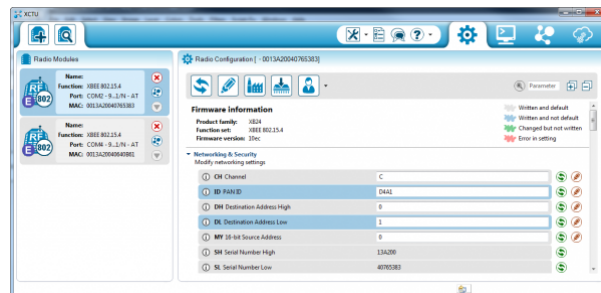 XCTU
Radio Modules
Name:
Function: XBEE 802.15.4
Port: COM2 - 9...1/N - AT
MAC: 0013A20040765383
Name:
Function: XBEE 802.15.4
Port: COM4 - 9...1/N - AT
MAC: 0013A200406408B1
Radio Configuration [ - 0013A20040765383]
Parameter
Firmware information
Product family: XB24
Function set: XBEE 802.15.4
Firmware version: 10ec
Written and default
Written and not default
Changed but not written
Error in setting
Networking & Security
Modify networking settings
CH Channel C
ID PAN ID D4A1
DH Destination Address High 0
DL Destination Address Low 1
MY 16-bit Source Address 0
SH Serial Number High 13A200
SL Serial Number Low 40765383